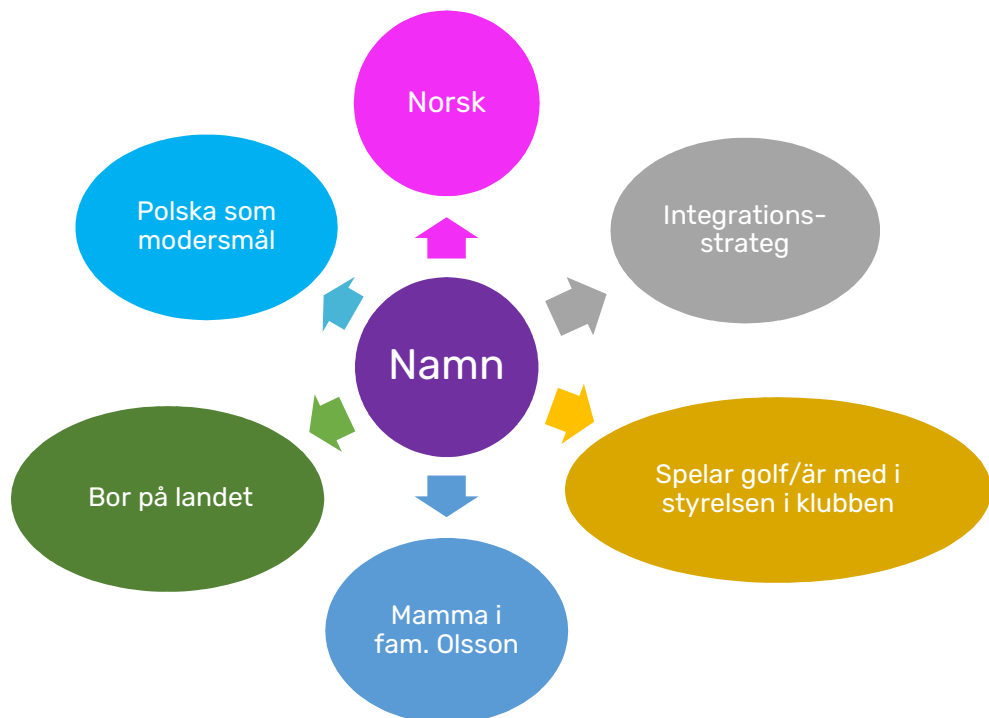 Norsk
Polska som
modersmål
Integrations-
strateg
Namn
Bor på landet
Spelar golf/är med i
styrelsen i klubben
Mamma i
fam. Olsson